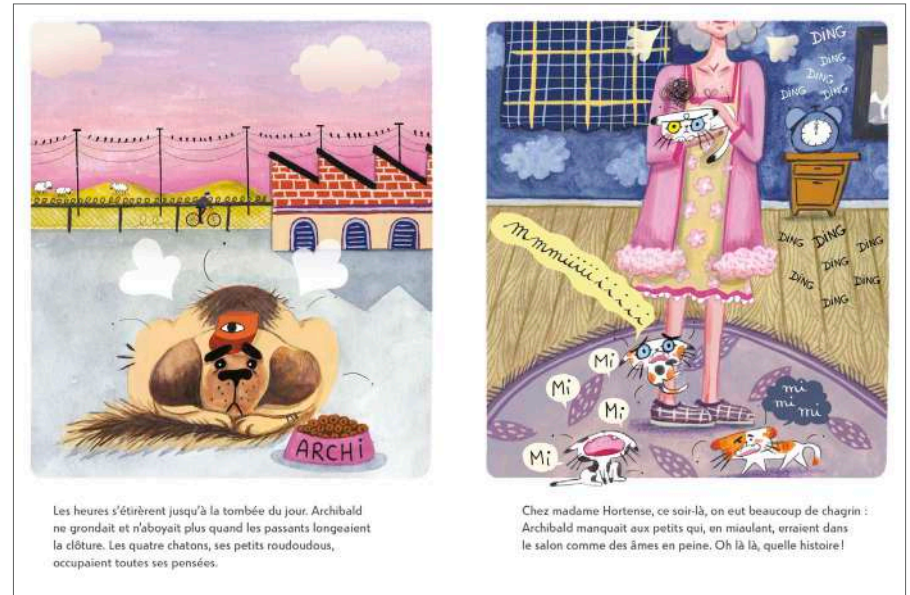 ARCHI
Les heures s'étirèrent jusqu'à la tombée du jour. Archibald
ne grondait et n'aboyait plus quand les passants longeaient
la clôture. Les quatre chatons, ses petits roudoudous,
occupaient toutes ses pensées.
DING
DING
DING
DING
DING
DING
DING
DING
DING
DING
DING
DING
mmmiiiiiiiiii
Mi
Mi
Mi
Mi
mi
mi
mi
Chez madame Hortense, ce soir-là, on eut beaucoup de chagrin :
Archibald manquait aux petits qui, en miaulant, erraient dans
le salon comme des âmes en peine. Oh là là, quelle histoire !